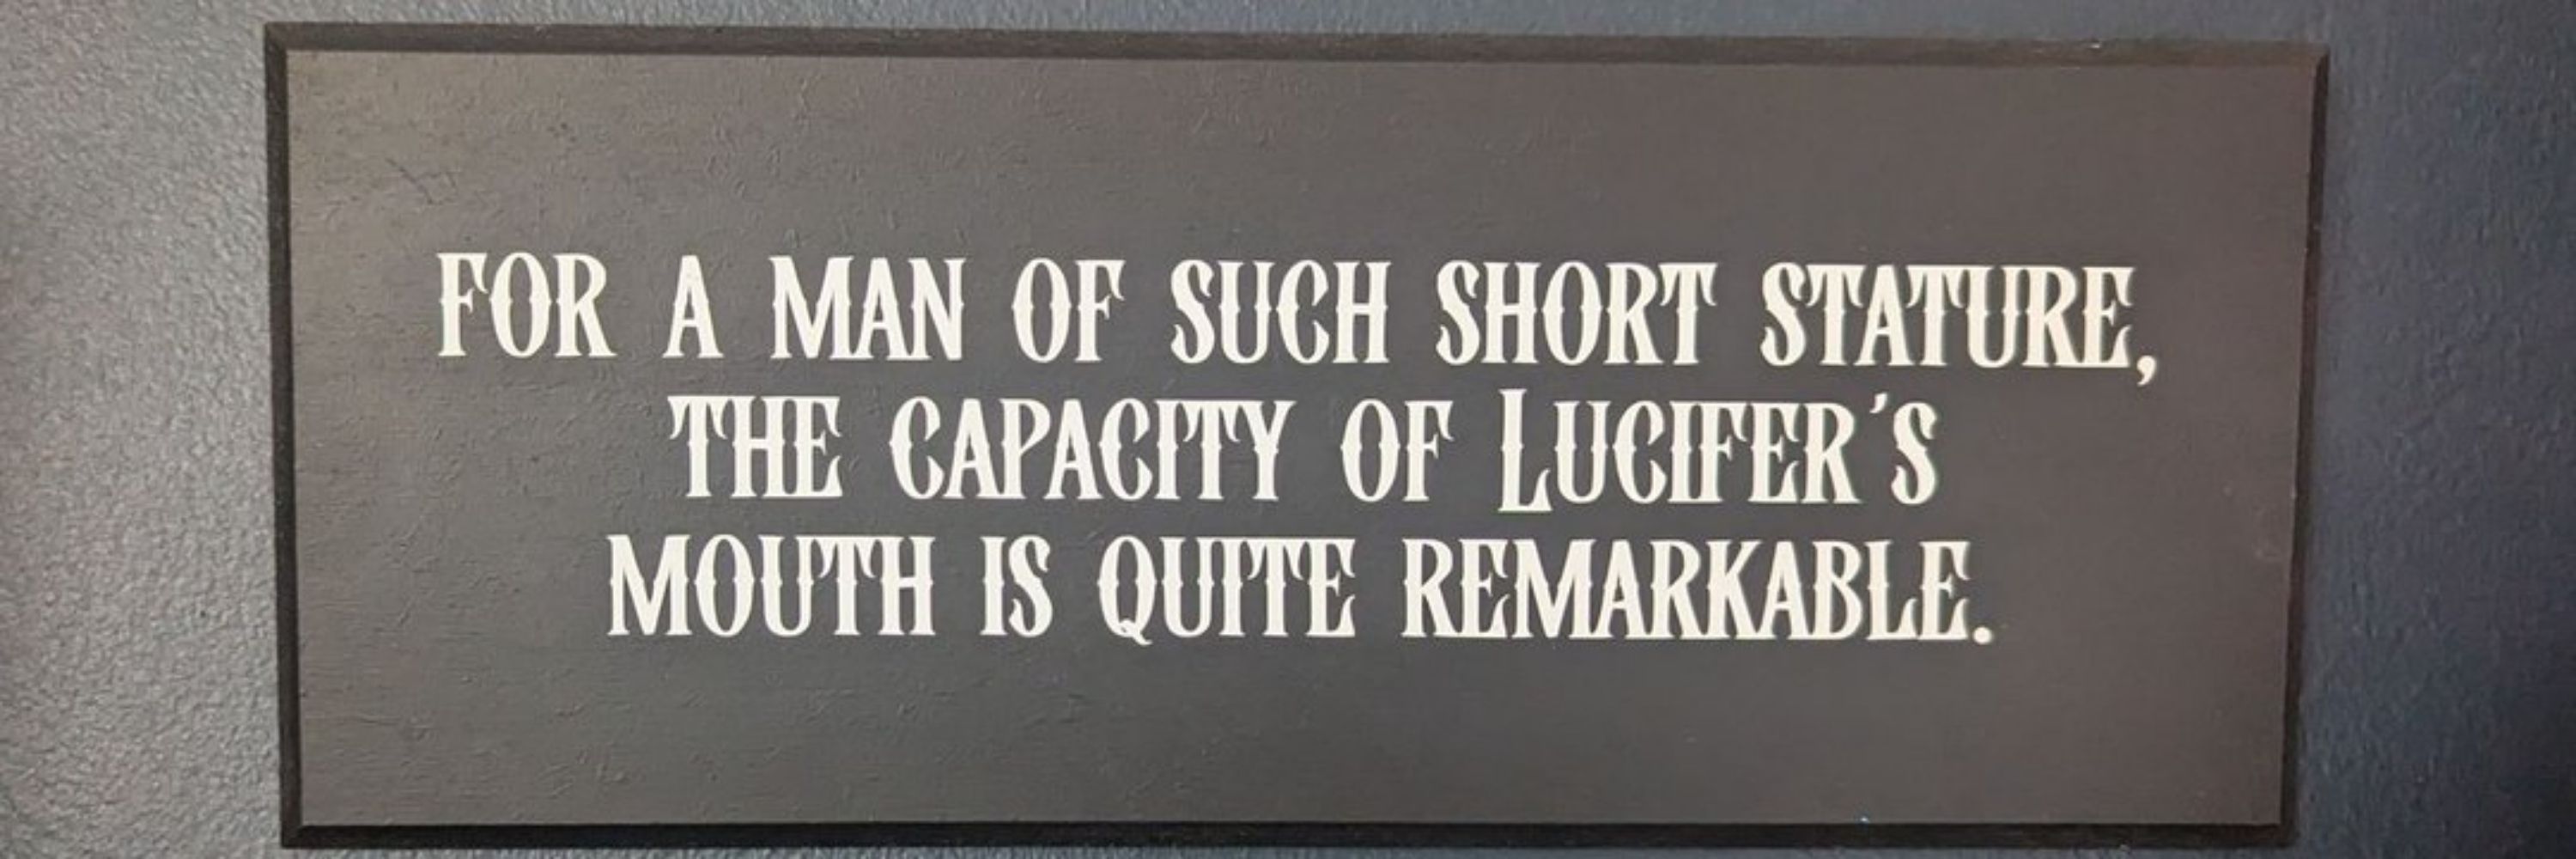 FOR A MAN OF SUCH SHORT STATURE,
THE CAPACITY OF LUCIFER'S
MOUTH IS QUITE REMARKABLE.